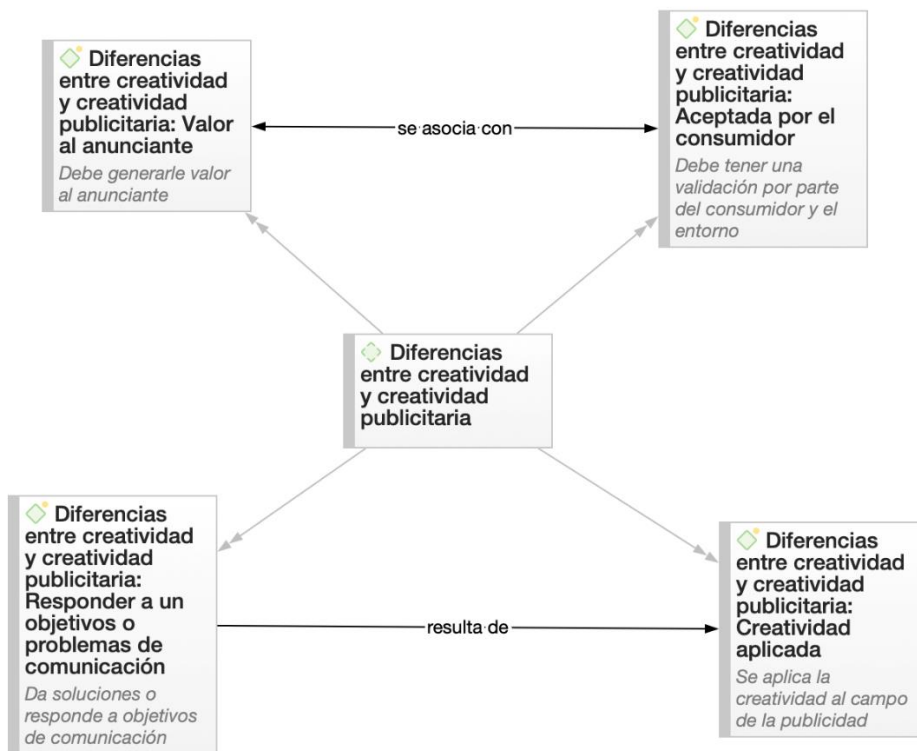 Diferencias
entre creatividad
y creatividad
publicitaria: Valor
al anunciante
Debe generarle valor
al anunciante
se asocia con
Diferencias
entre creatividad
y creatividad
publicitaria:
Aceptada por el
consumidor
Debe tener una
validación por parte
del consumidor y el
entorno
Diferencias
entre creatividad
y creatividad
publicitaria
Diferencias
entre creatividad
y creatividad
publicitaria:
Responder a un
objetivos o
problemas de
comunicación
Da soluciones o
responde a objetivos
de comunicación
resulta de
Diferencias
entre creatividad
y creatividad
publicitaria:
Creatividad
aplicada
Se aplica la
creatividad al campo
de la publicidad